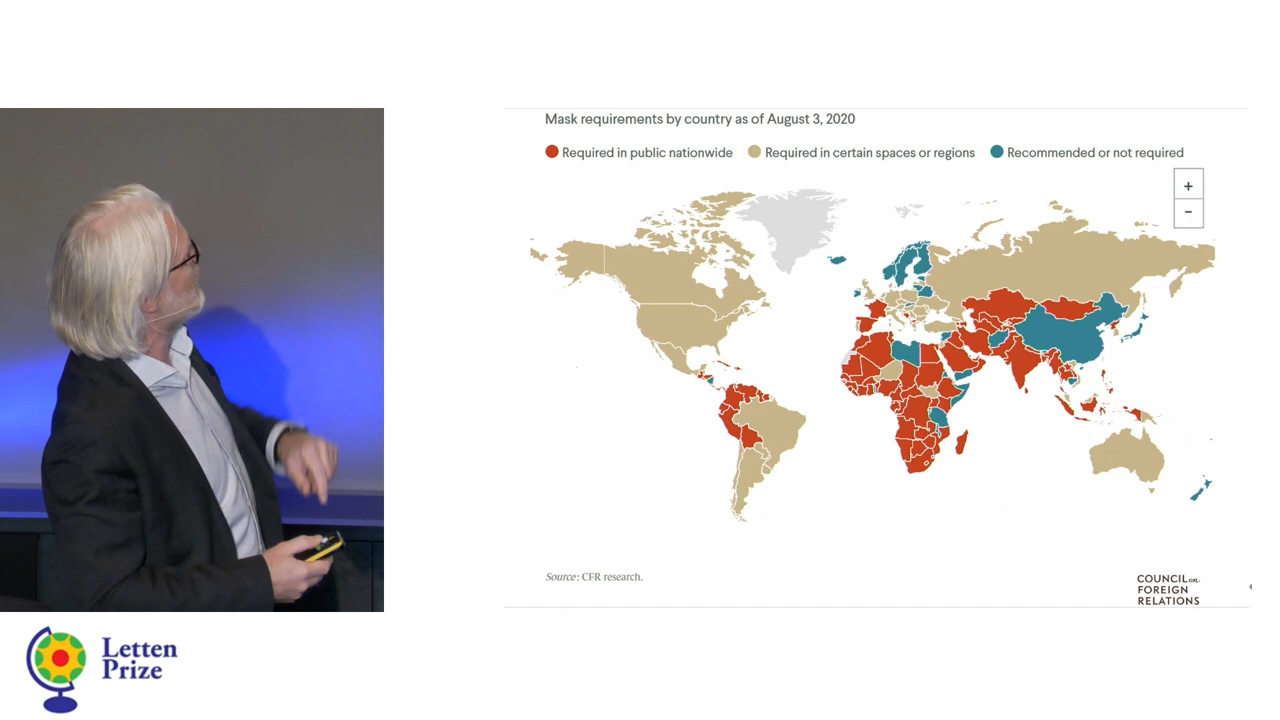 Mask requirements by country as of August 3, 2020
Required in public nationwide Required in certain spaces or regions Recommended or not required
+
-
Source: CFR research.
COUNCIL on
FOREIGN
RELATIONS
Letten
Prize